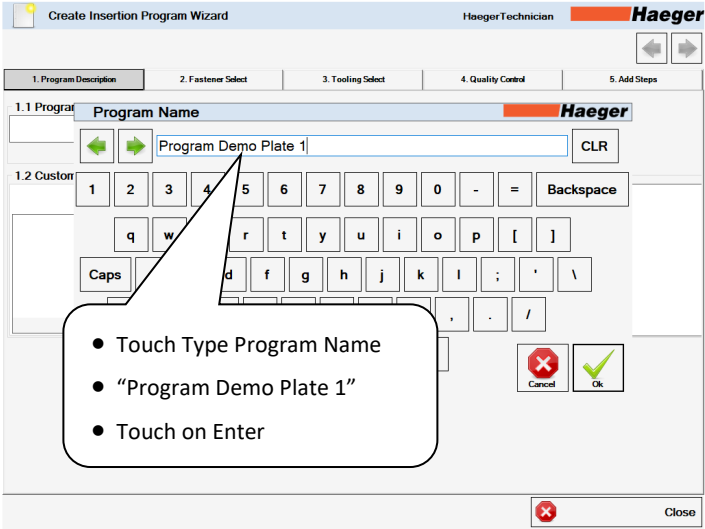 Create Insertion Program Wizard HaegerTechnician Haeger
1. Program Description 2. Fastener Select 3. Tooling Select 4. Quality Control 5. Add Steps
1.1 Progra
Program Name Haeger
Program Demo Plate 1 CLR
1.2 Custom
1 2 3 4 5 6 7 8 9 0 - = Backspace
q w r t y u i o p [ ]
Caps d f g h j k l ; ' \
, . /
• Touch Type Program Name
• “Program Demo Plate 1”
• Touch on Enter
Cancel Ok
Close